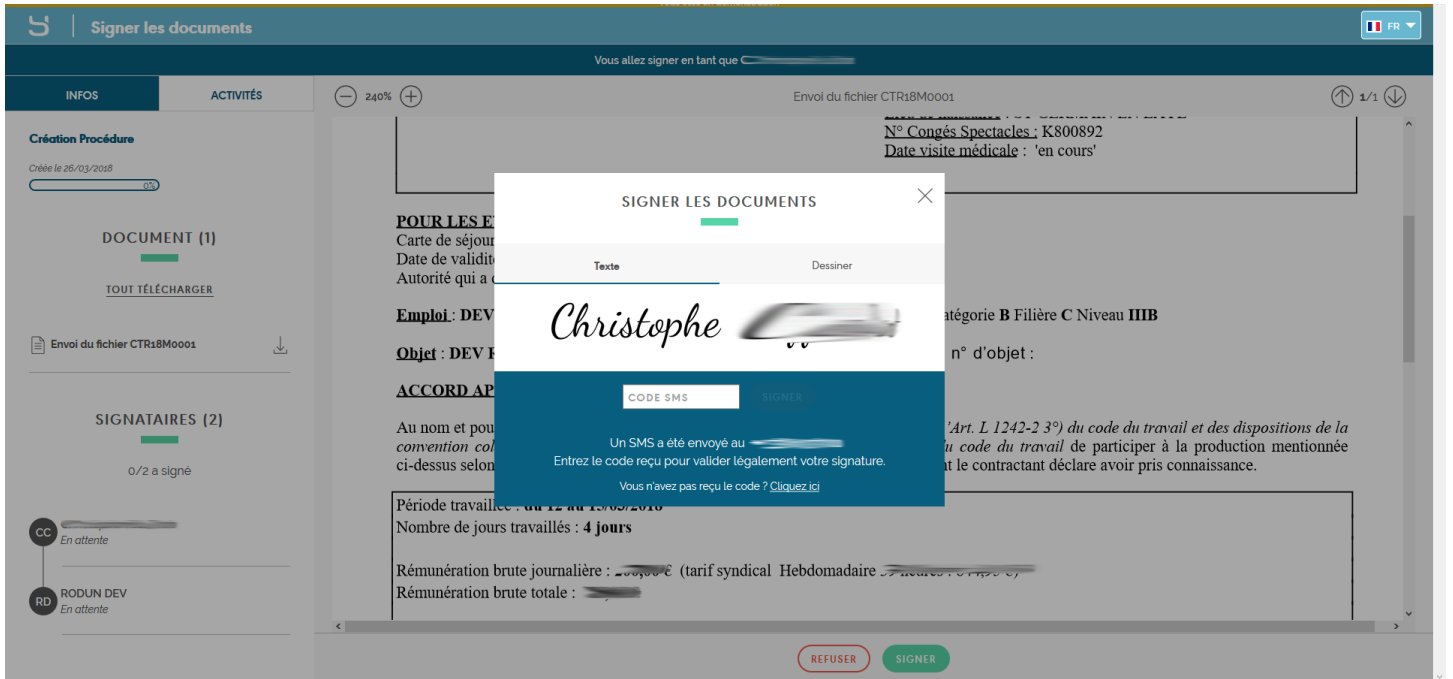 Signer les documents
FR
Vous allez signer en tant que
INFOS
ACTIVITÉS
240%
Envoi du fichier CTR18M0001
1/1
Création Procédure
Créée le 26/03/2018
0%
DOCUMENT (1)
TOUT TÉLÉCHARGER
Envoi du fichier CTR18M0001
SIGNATAIRES (2)
0/2 a signé
CC
En attente
RD
RODUN DEV
En attente
N° Congés Spectacles : K800892
Date visite médicale : 'en cours'
POUR LES E
Carte de séjour
Date de validit
Autorité qui a
Emploi : DEV
atégorie B Filière C Niveau IIIB
Objet : DEV
n° d'objet :
ACCORD AP
Au nom et pou
'Art. L 1242-2 3°) du code du travail et des dispositions de la
convention col
u code du travail de participer à la production mentionnée
ci-dessus selon
t le contractant déclare avoir pris connaissance.
Période travaillée : du 12 au 15/03/2018
Nombre de jours travaillés : 4 jours
Rémunération brute journalière : (tarif syndical Hebdomadaire
Rémunération brute totale :
SIGNER LES DOCUMENTS
Texte
Dessiner
Christophe
CODE SMS
SIGNER
Un SMS a été envoyé au
Entrez le code reçu pour valider légalement votre signature.
Vous n'avez pas reçu le code ? Cliquez ici
REFUSER
SIGNER